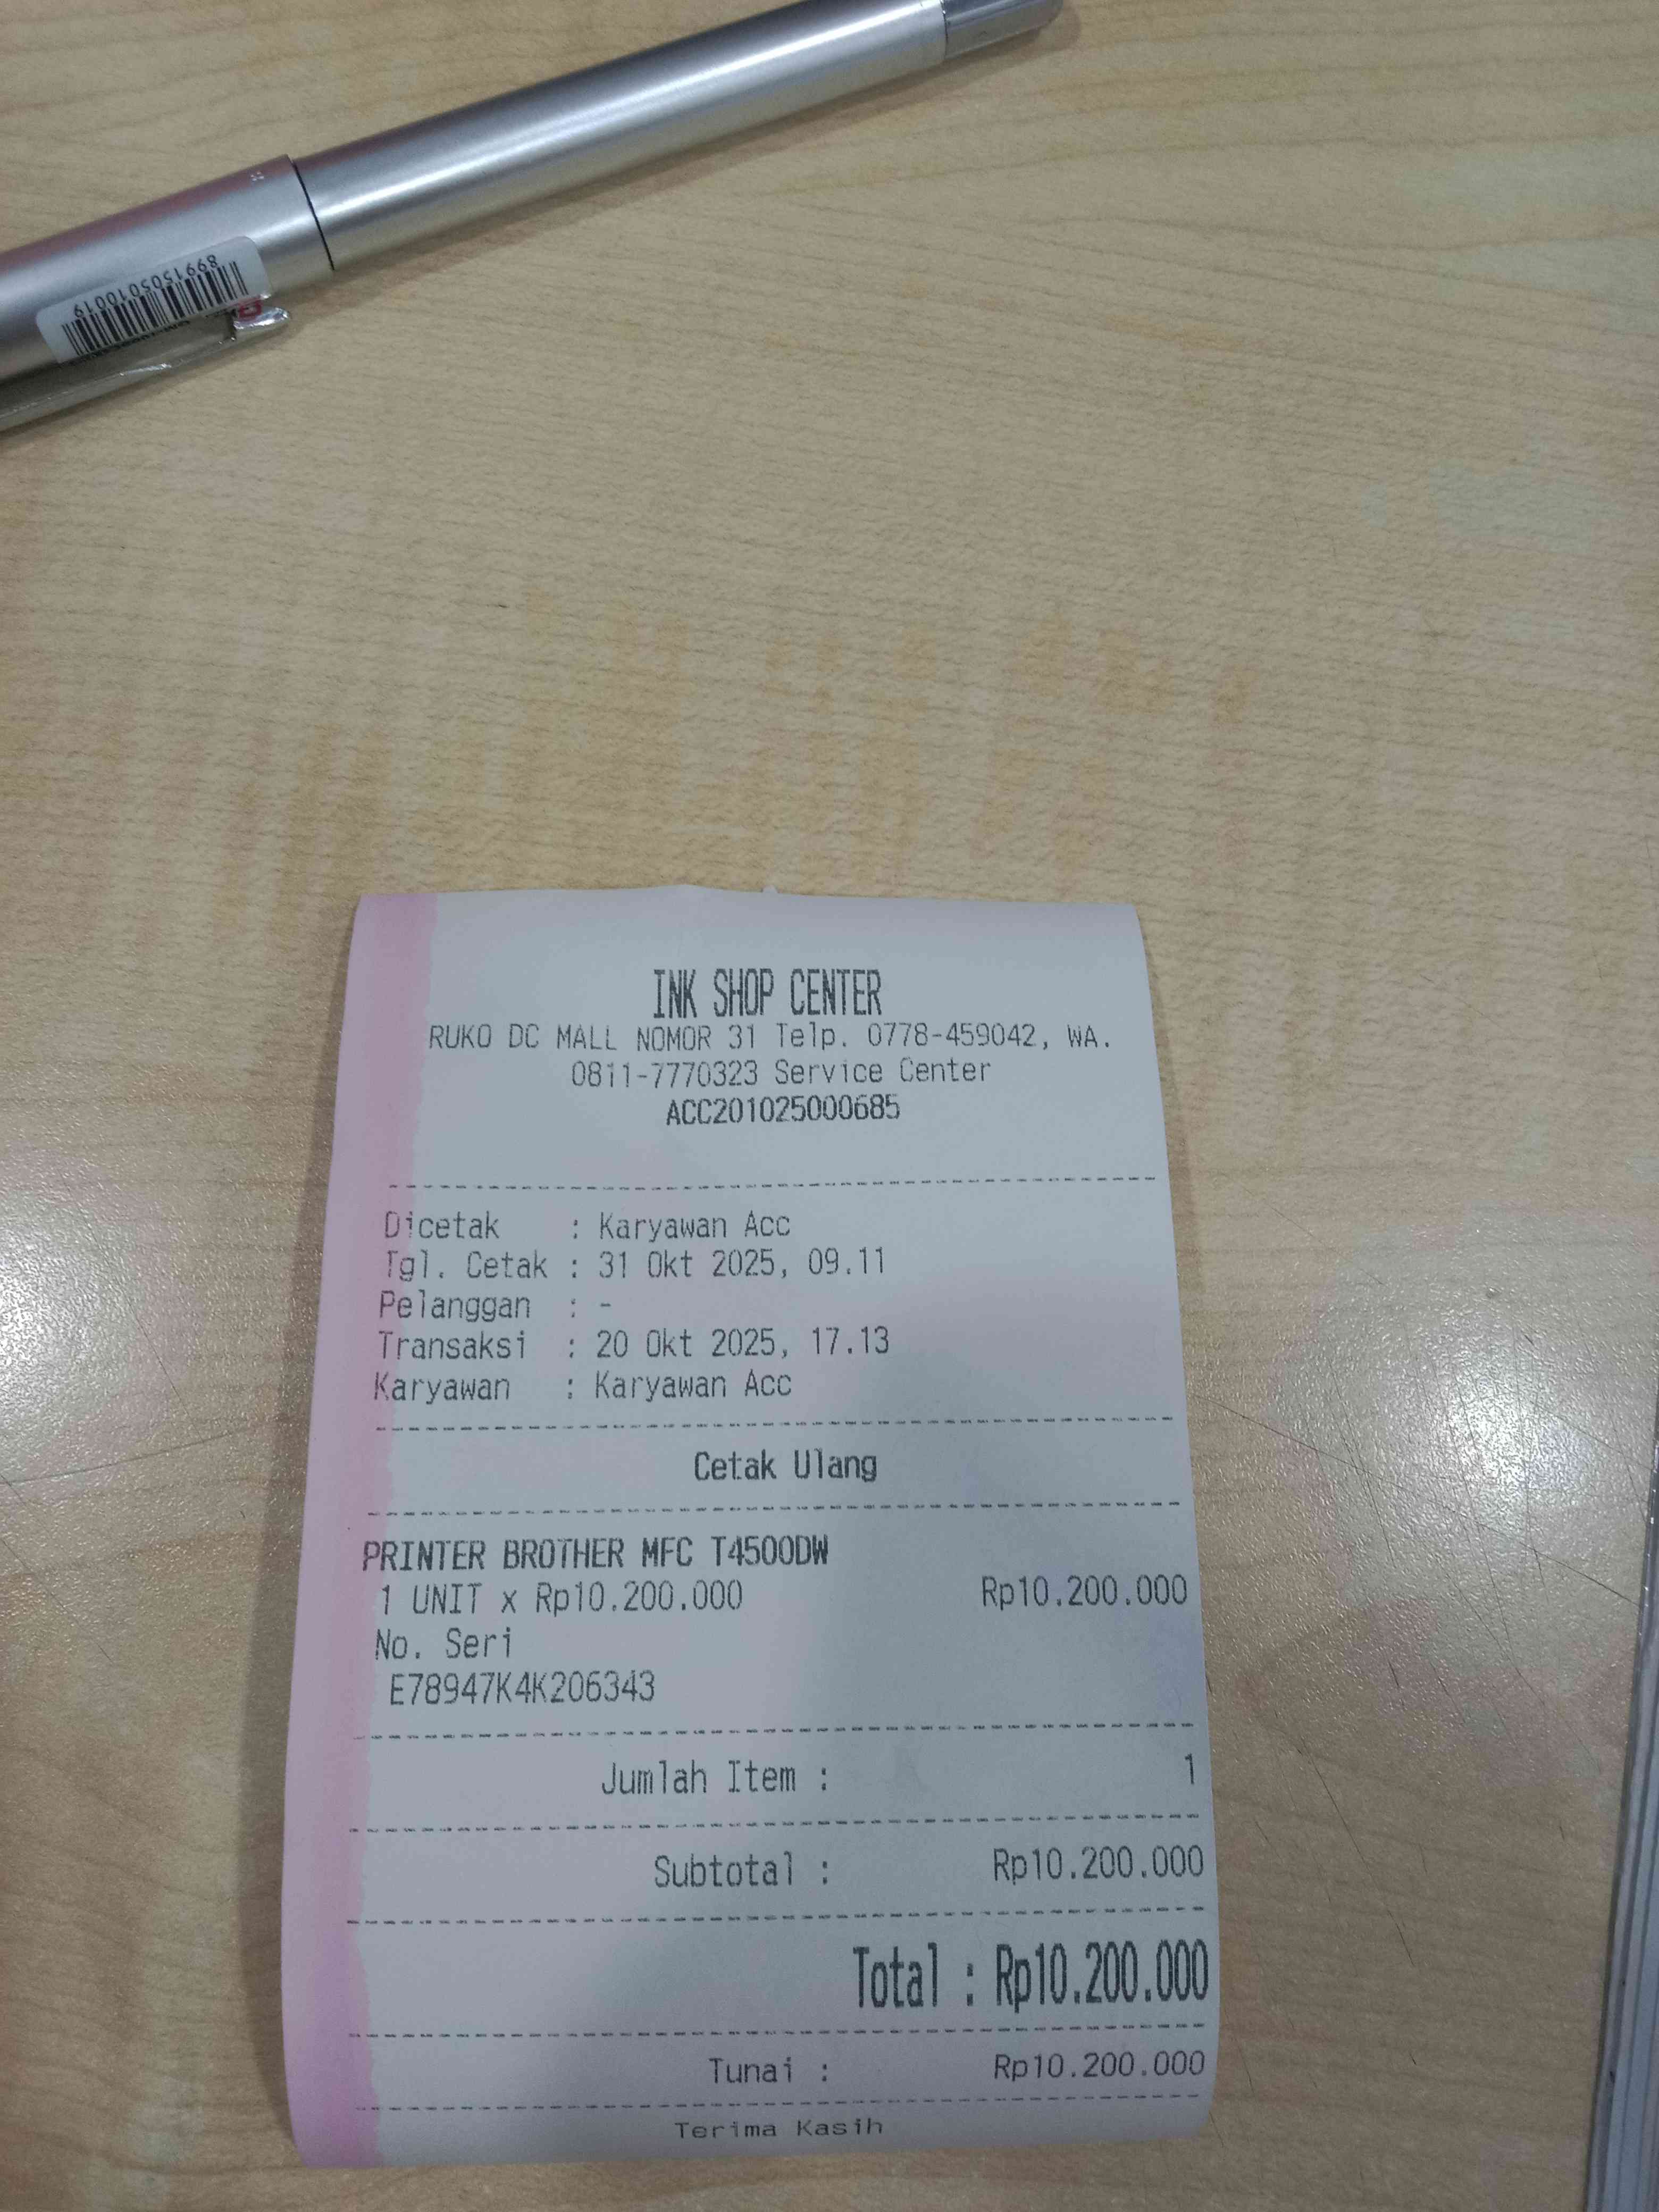 8991505010019
INK SHOP CENTER
RUKO DC MALL NOMOR 31 Telp. 0778-459042, WA.
0811-7770323 Service Center
ACC201025000685
Dicetak : Karyawan Acc
Tgl. Cetak : 31 Okt 2025, 09.11
Pelanggan : -
Transaksi : 20 Okt 2025, 17.13
Karyawan : Karyawan Acc
Cetak Ulang
PRINTER BROTHER MFC T4500DW
1 UNIT x Rp10.200.000 Rp10.200.000
No. Seri
E78947K4K206343
Jumlah Item : 1
Subtotal : Rp10.200.000
Total : Rp10.200.000
Tunai : Rp10.200.000
Terima Kasih